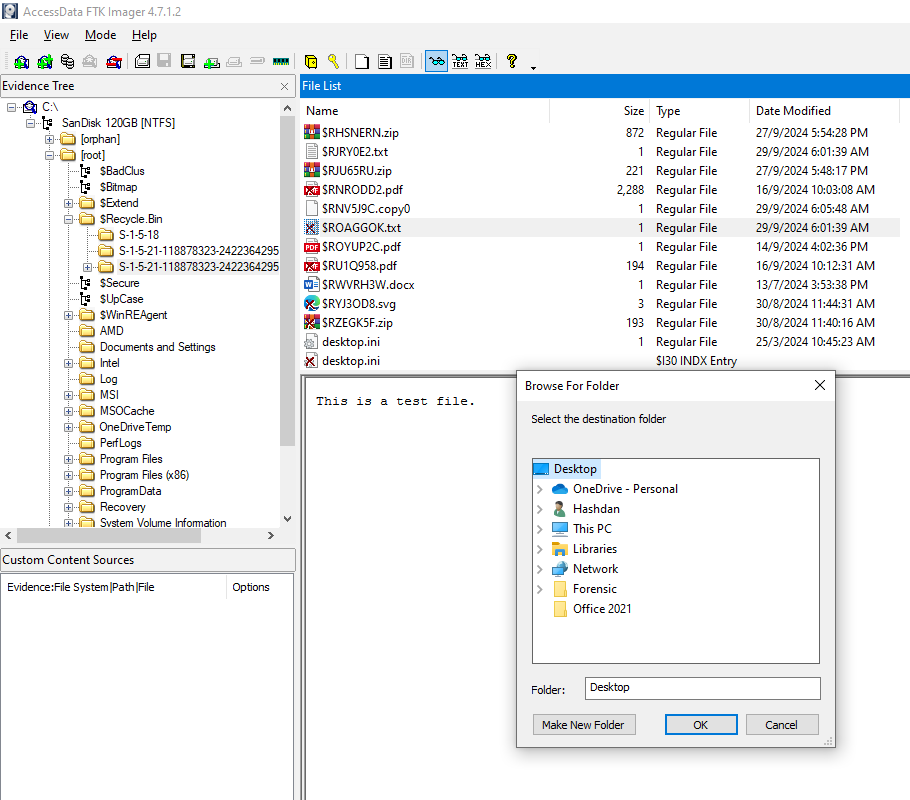 AccessData FTK Imager 4.7.1.2
File View Mode Help
Evidence Tree
C:\
SanDisk 120GB [NTFS]
[orphan]
[root]
$BadClus
$Bitmap
$Extend
$Recycle.Bin
S-1-5-18
S-1-5-21-118878323-2422364295
S-1-5-21-118878323-2422364295
$Secure
$UpCase
$WinREAgent
AMD
Documents and Settings
Intel
Log
MSI
MSOCache
OneDriveTemp
PerfLogs
Program Files
Program Files (x86)
ProgramData
Recovery
System Volume Information
Custom Content Sources
Evidence:File System|Path|File Options
File List
Name Size Type Date Modified
$RHSNERN.zip 872 Regular File 27/9/2024 5:54:28 PM
$RJRY0E2.txt 1 Regular File 29/9/2024 6:01:39 AM
$RJU65RU.zip 221 Regular File 27/9/2024 5:48:17 PM
$RNRODD2.pdf 2,288 Regular File 16/9/2024 10:03:08 AM
$RNV5J9C.copy0 1 Regular File 29/9/2024 6:05:48 AM
$ROAGGOK.txt 1 Regular File 29/9/2024 6:01:39 AM
$ROYUP2C.pdf 1 Regular File 14/9/2024 4:02:36 PM
$RU1Q958.pdf 194 Regular File 16/9/2024 10:12:31 AM
$RWVRH3W.docx 1 Regular File 13/7/2024 3:53:38 PM
$RYJ3OD8.svg 3 Regular File 30/8/2024 11:44:31 AM
$RZEGK5F.zip 193 Regular File 30/8/2024 11:40:16 AM
desktop.ini 1 Regular File 25/3/2024 10:45:23 AM
desktop.ini $I30 INDX Entry
This is a test file.
Browse For Folder
Select the destination folder
Desktop
OneDrive - Personal
Hashdan
This PC
Libraries
Network
Forensic
Office 2021
Folder: Desktop
Make New Folder OK Cancel